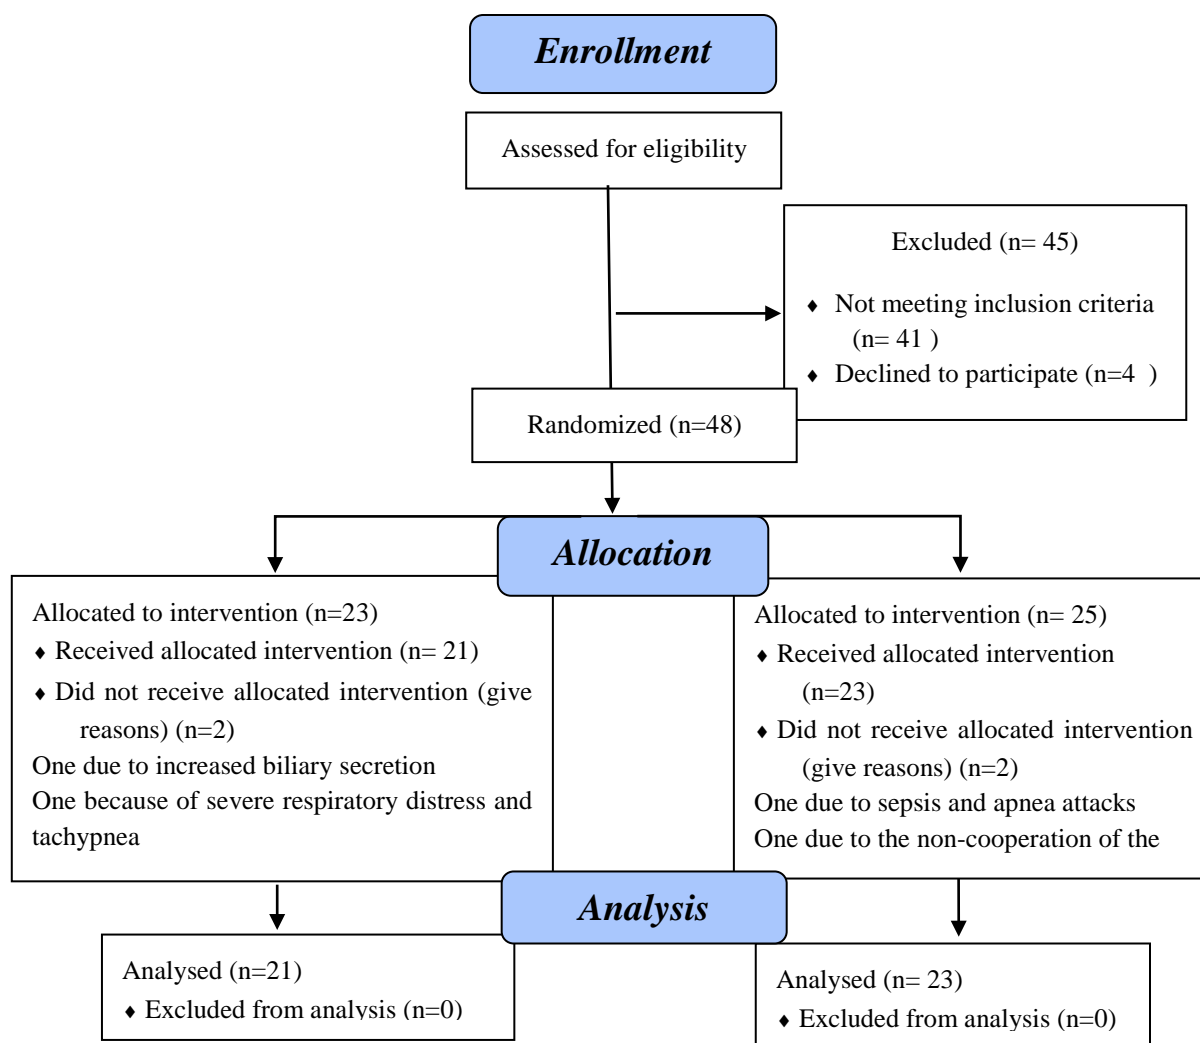 Enrollment
Assessed for eligibility
Excluded (n= 45)
♦ Not meeting inclusion criteria
(n= 41 )
♦ Declined to participate (n=4 )
Randomized (n=48)
Allocation
Allocated to intervention (n=23)
♦ Received allocated intervention (n= 21)
♦ Did not receive allocated intervention (give
reasons) (n=2)
One due to increased biliary secretion
One because of severe respiratory distress and
tachypnea
Allocated to intervention (n= 25)
♦ Received allocated intervention
(n=23)
♦ Did not receive allocated intervention
(give reasons) (n=2)
One due to sepsis and apnea attacks
One due to the non-cooperation of the
Analysis
Analysed (n=21)
♦ Excluded from analysis (n=0)
Analysed (n= 23)
♦ Excluded from analysis (n=0)